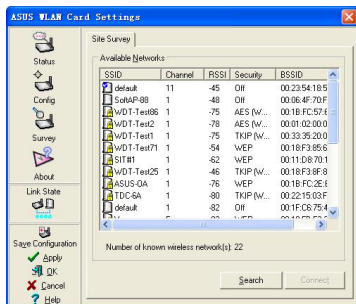 ASUS WLAN Card Settings
Status
Config
Survey
About
Link State
Save Configuration
Apply
OK
Cancel
? Help
Site Survey
Available Networks
SSID Channel RSSI Security BSSID
default 11 -45 Off 00:23:54:18:5
SoftAP-88 1 -48 Off 00:06:4F:70:F
WDT-Test86 1 -75 AES (W... 00:1B:FC:57:6
WDT-Test2 1 -78 AES (W... 00:01:02:00:0
WDT-Test1 1 -75 TKIP (W... 00:33:35:20:0
WDT-Test71 1 -54 WEP 00:18:F3:85:6
SIT#1 1 -62 WEP 00:11:D8:70:1
WDT-Test25 1 -46 TKIP (W... 00:18:F3:8F:8
ASUS-OA 1 -76 WEP 00:1B:FC:2E:E
TDC-6A 1 -80 TKIP (W... 00:22:15:03:F
default 1 -82 Off 00:1F:C6:75:4
Number of known wireless network(s): 22
Search Connect